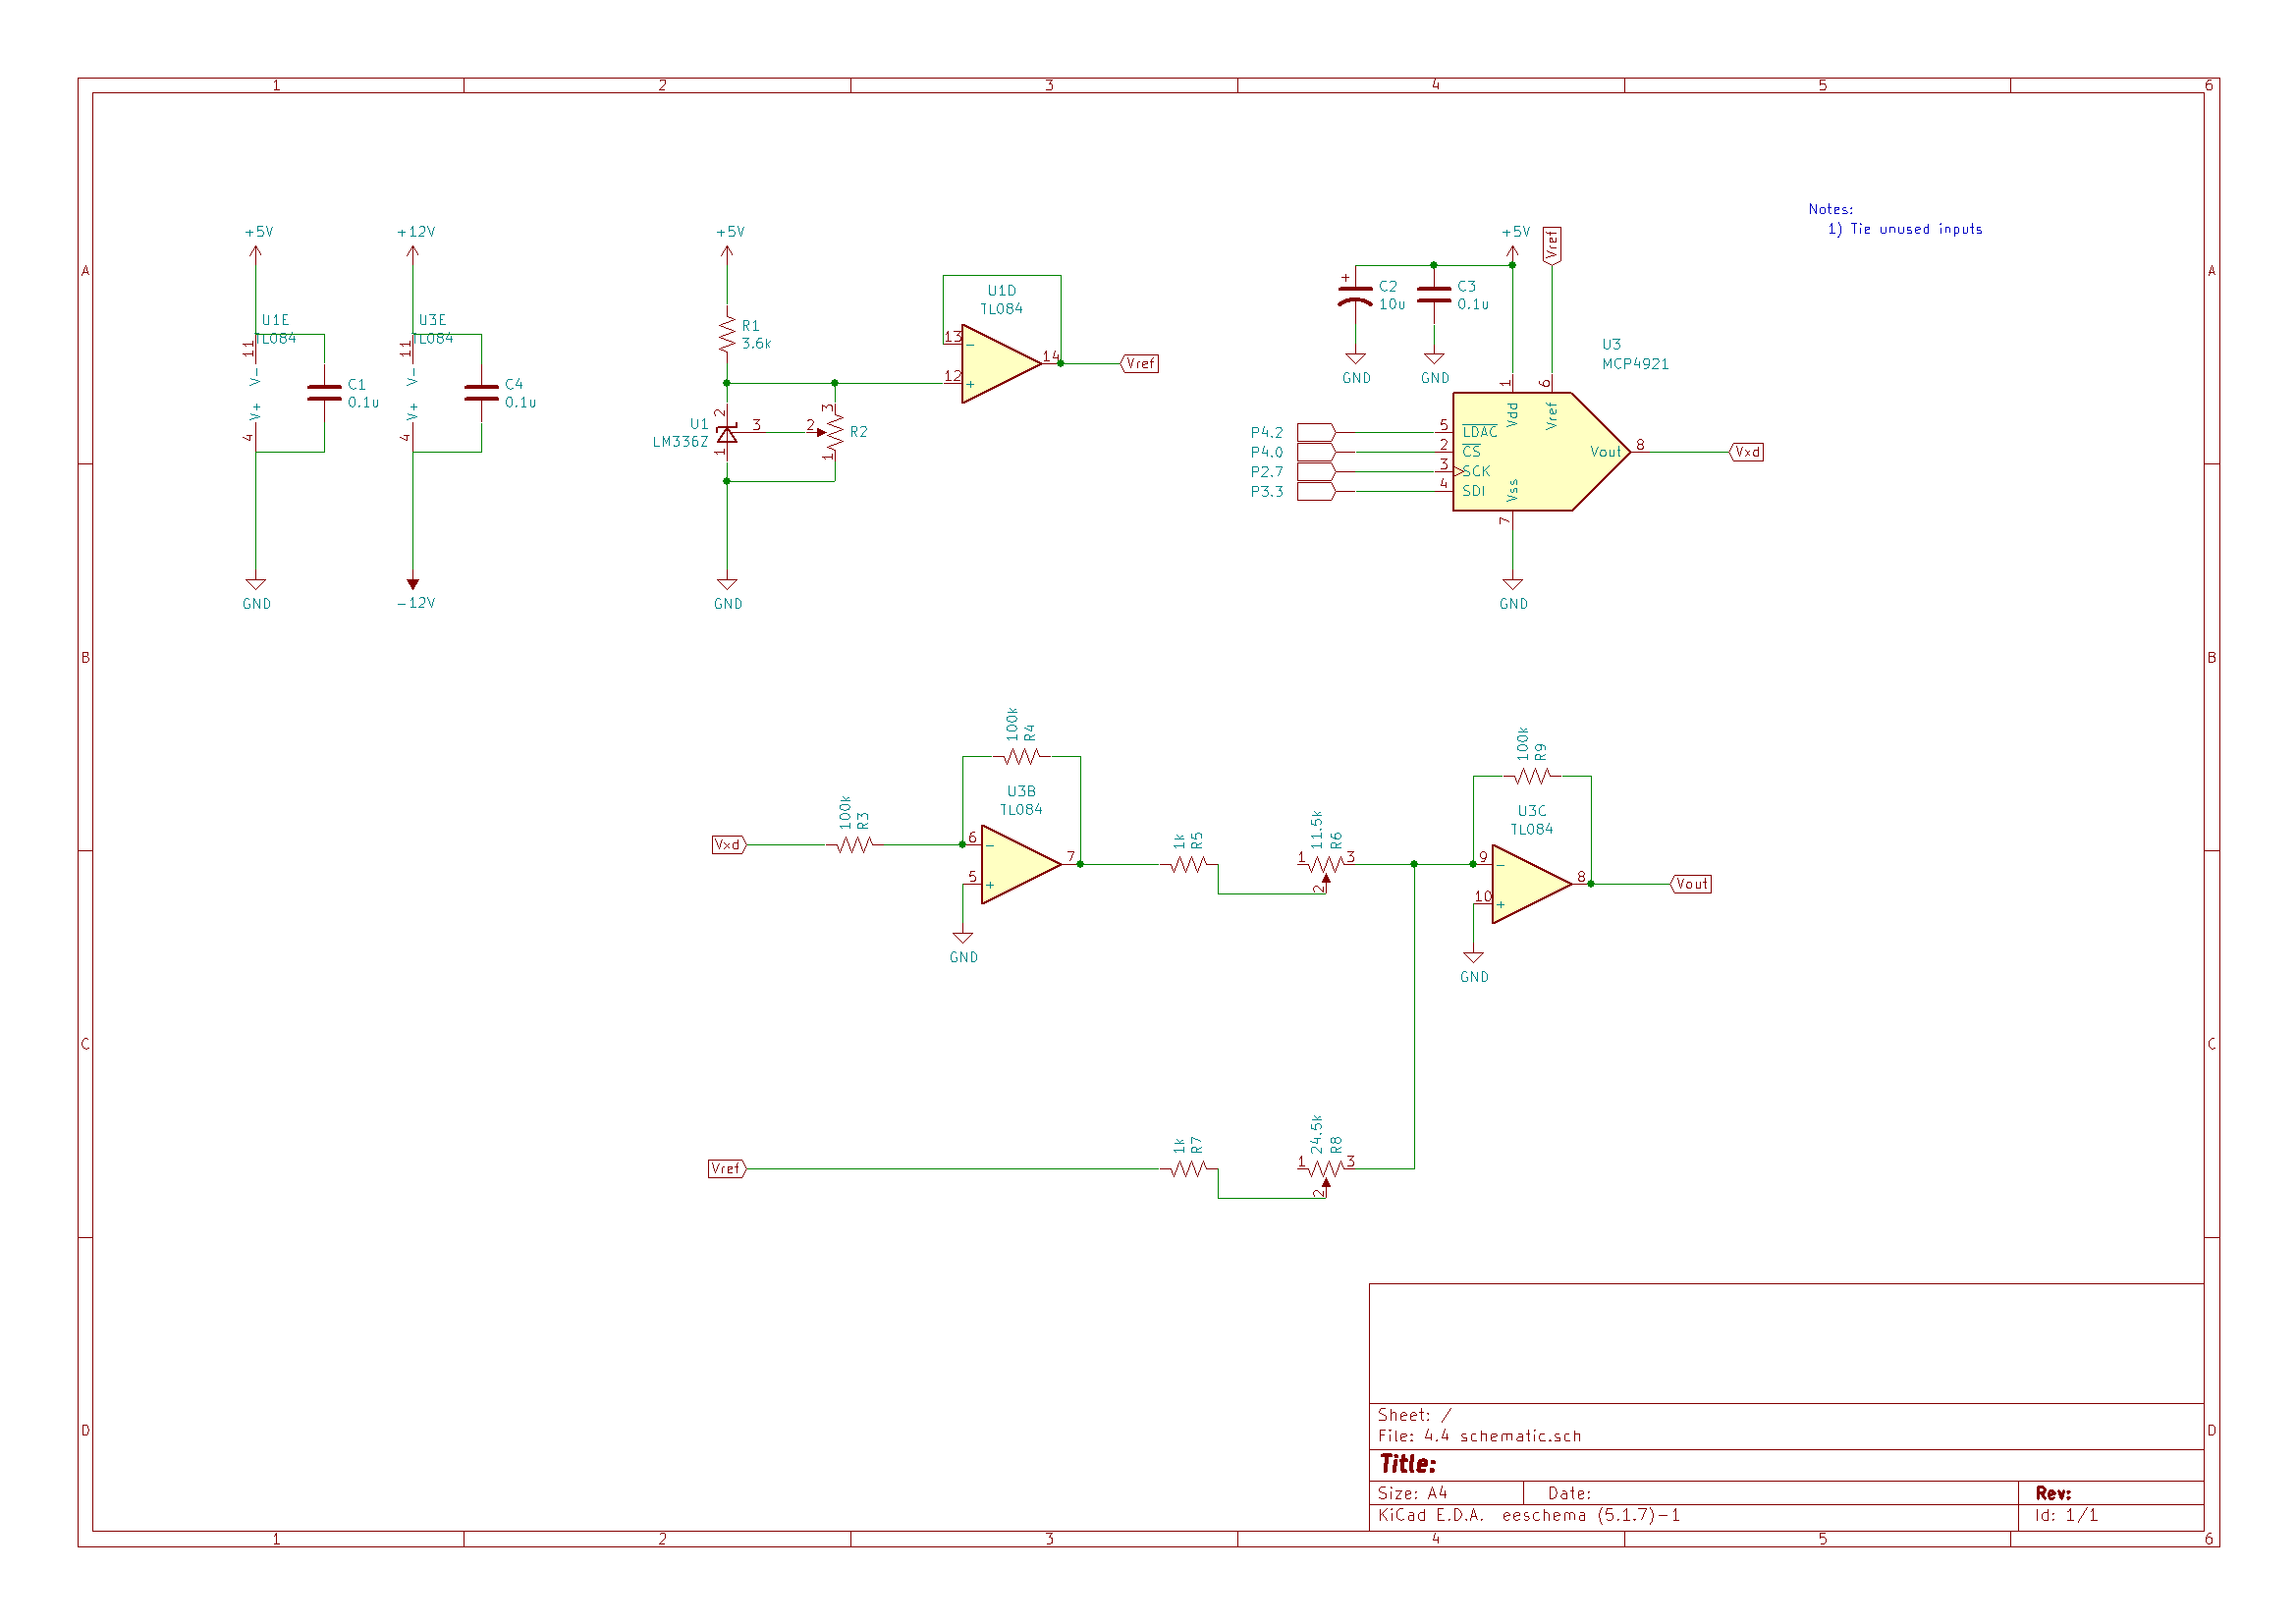 1 2 3 4 5 6
A A
B B
C C
D D
1 2 3 4 5 6
Notes:
1) Tie unused inputs
+5V
U1E
TL084
11
V-
V+
4
C1
0.1u
GND
+12V
U3E
TL084
11
V-
V+
4
C4
0.1u
-12V
+5V
R1
3.6k
U1
LM336Z
2
3
1
3
2
1
R2
GND
U1D
TL084
13
-
12
+
14
Vref
+5V
Vref
+
C2
10u
GND
C3
0.1u
GND
U3
MCP4921
1
6
Vdd
Vref
P4.2
5
LDAC
P4.0
2
CS
P2.7
3
SCK
P3.3
4
SDI
Vss
7
Vout
8
Vxd
GND
Vxd
100k
R3
100k
R4
U3B
TL084
6
-
5
+
7
GND
1k
R5
11.5k
R6
1
3
2
100k
R9
U3C
TL084
9
-
10
+
8
Vout
GND
Vref
1k
R7
24.5k
R8
1
3
2
Sheet: /
File: 4.4 schematic.sch
Title:
Size: A4
Date:
Rev:
KiCad E.D.A. eeschema (5.1.7)-1
Id: 1/1